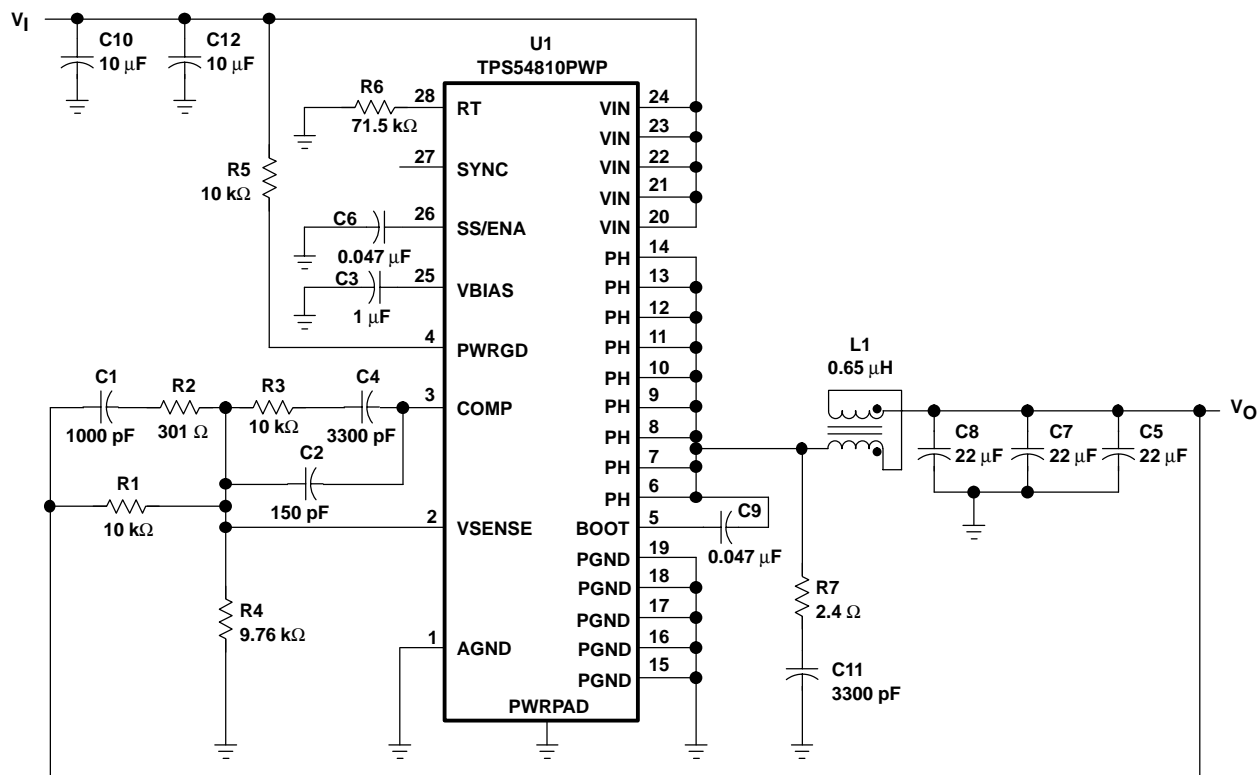 VI
C10
10 µF
C12
10 µF
U1
TPS54810PWP
R6
71.5 kΩ
28
RT
27
SYNC
R5
10 kΩ
C6
0.047 µF
26
SS/ENA
C3
1 µF
25
VBIAS
4
PWRGD
C1
1000 pF
R2
301 Ω
R3
10 kΩ
C4
3300 pF
3
COMP
C2
150 pF
R1
10 kΩ
2
VSENSE
R4
9.76 kΩ
1
AGND
VIN
24
VIN
23
VIN
22
VIN
21
VIN
20
PH
14
PH
13
PH
12
PH
11
PH
10
PH
9
PH
8
PH
7
PH
6
BOOT
5
C9
0.047 µF
PGND
19
PGND
18
PGND
17
PGND
16
PGND
15
PWRPAD
L1
0.65 µH
R7
2.4 Ω
C11
3300 pF
C8
22 µF
C7
22 µF
C5
22 µF
VO